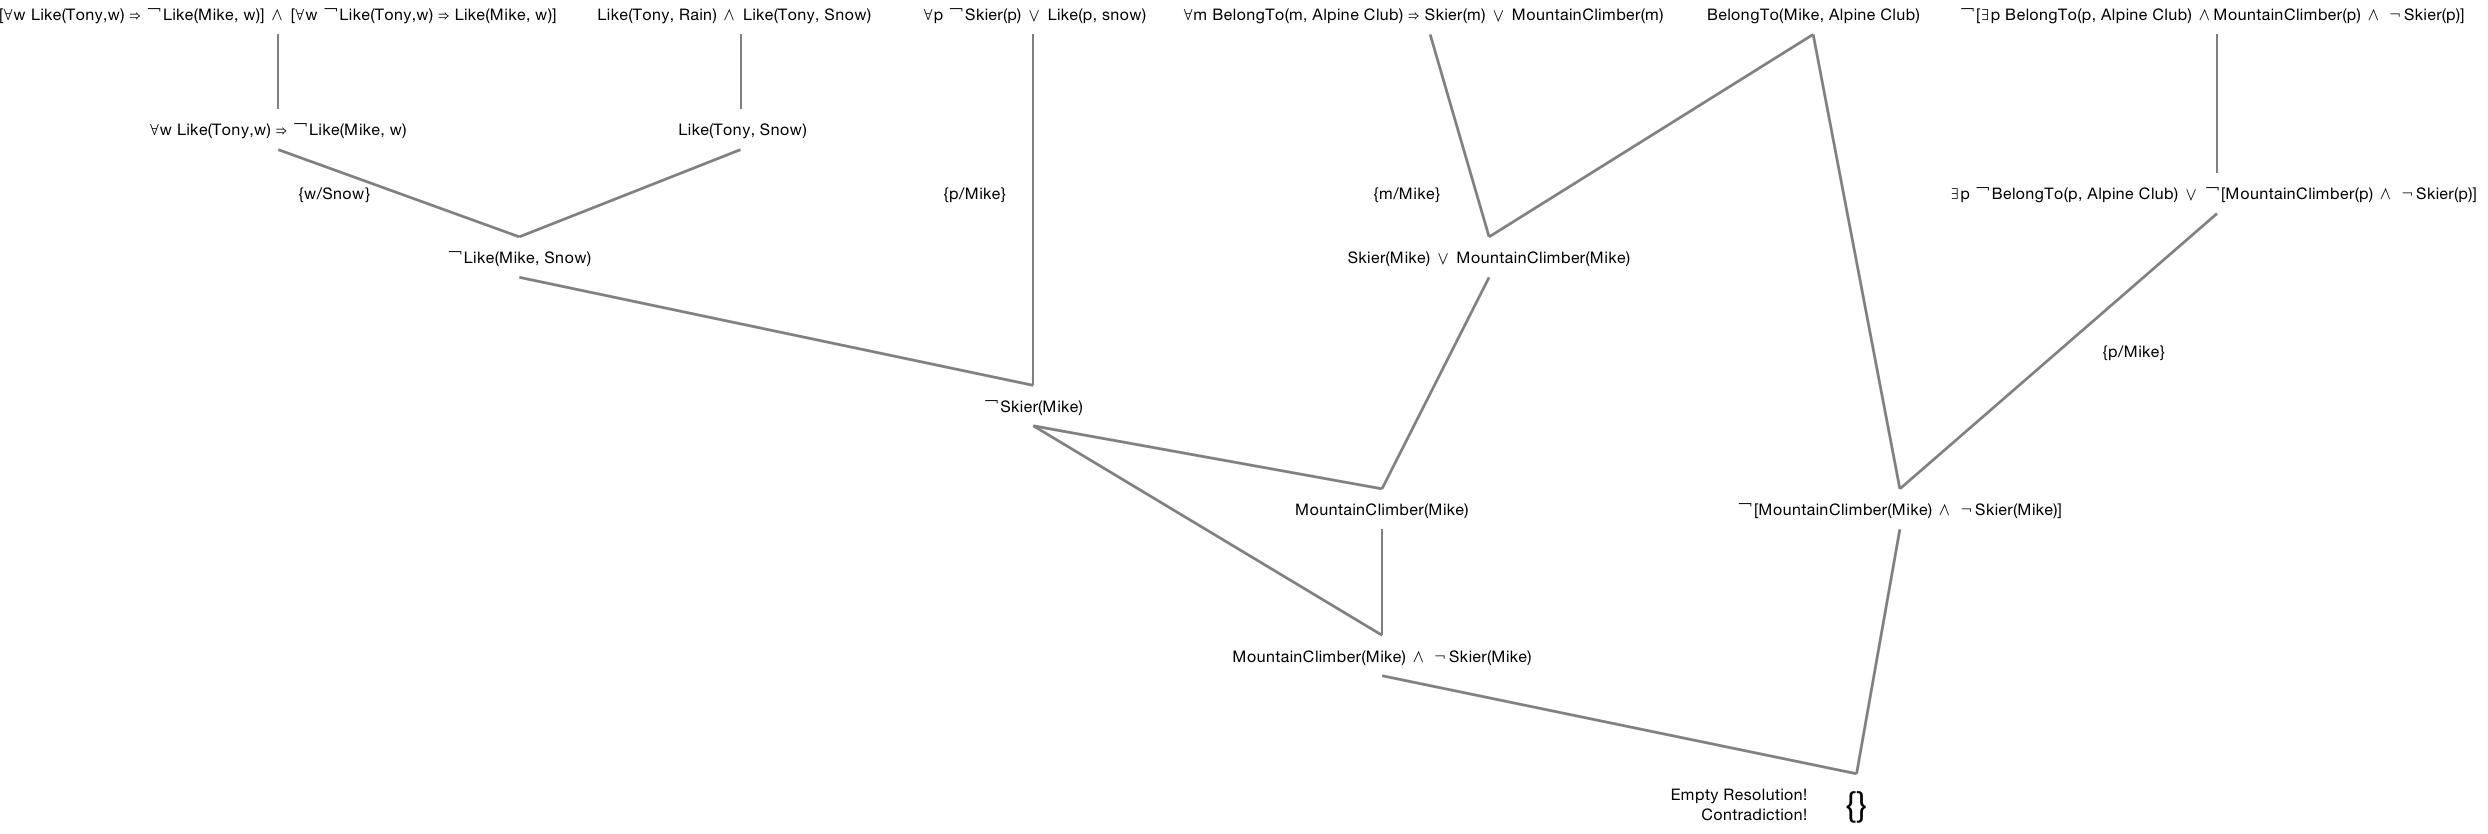 [∀w Like(Tony,w) ⇒ ¬Like(Mike, w)] ∧ [∀w ¬Like(Tony,w) ⇒ Like(Mike, w)]
Like(Tony, Rain) ∧ Like(Tony, Snow)
∀p ¬Skier(p) ∨ Like(p, snow)
∀m BelongTo(m, Alpine Club) ⇒ Skier(m) ∨ MountainClimber(m)
BelongTo(Mike, Alpine Club)
¬[∃p BelongTo(p, Alpine Club) ∧ MountainClimber(p) ∧ ¬Skier(p)]
∀w Like(Tony,w) ⇒ ¬Like(Mike, w)
Like(Tony, Snow)
{w/Snow}
{p/Mike}
{m/Mike}
∃p ¬BelongTo(p, Alpine Club) ∨ ¬[MountainClimber(p) ∧ ¬Skier(p)]
¬Like(Mike, Snow)
Skier(Mike) ∨ MountainClimber(Mike)
{p/Mike}
¬Skier(Mike)
MountainClimber(Mike)
¬[MountainClimber(Mike) ∧ ¬Skier(Mike)]
MountainClimber(Mike) ∧ ¬Skier(Mike)
Empty Resolution!
Contradiction!
{}